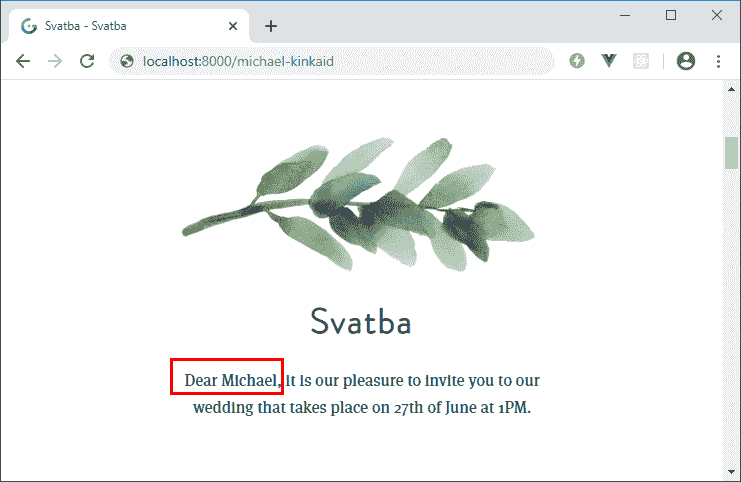 Svatba - Svatba
localhost:8000/michael-kinkaid
Svatba
Dear Michael, it is our pleasure to invite you to our
wedding that takes place on 27th of June at 1PM.